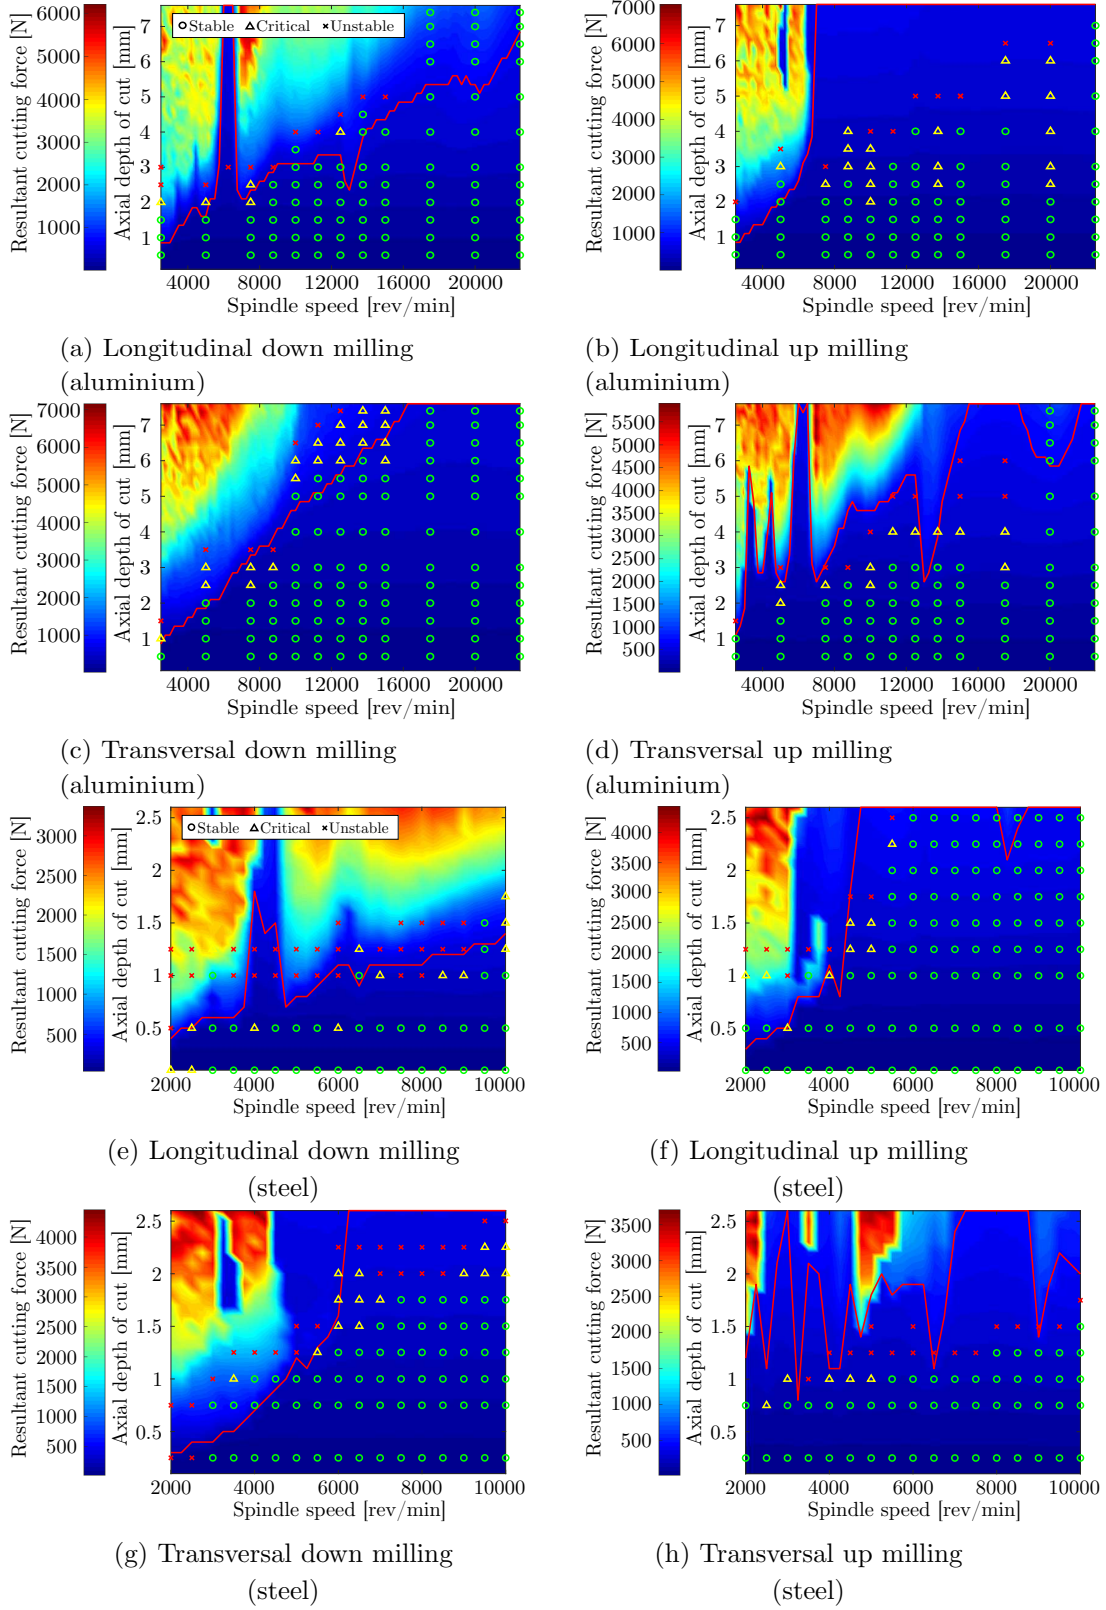 Resultant cutting force [N]
6000
5000
4000
3000
2000
1000
Axial depth of cut [mm]
7
6
5
4
3
2
1
Stable Critical Unstable
4000 8000 12000 16000 20000
Spindle speed [rev/min]
(a) Longitudinal down milling
(aluminium)
Resultant cutting force [N]
7000
6000
5000
4000
3000
2000
1000
Axial depth of cut [mm]
7
6
5
4
3
2
1
4000 8000 12000 16000 20000
Spindle speed [rev/min]
(b) Longitudinal up milling
(aluminium)
Resultant cutting force [N]
7000
6000
5000
4000
3000
2000
1000
Axial depth of cut [mm]
7
6
5
4
3
2
1
4000 8000 12000 16000 20000
Spindle speed [rev/min]
(c) Transversal down milling
(aluminium)
Resultant cutting force [N]
5500
5000
4500
4000
3500
3000
2500
2000
1500
1000
500
Axial depth of cut [mm]
7
6
5
4
3
2
1
4000 8000 12000 16000 20000
Spindle speed [rev/min]
(d) Transversal up milling
(aluminium)
Resultant cutting force [N]
3000
2500
2000
1500
1000
500
Axial depth of cut [mm]
2.5
2
1.5
1
0.5
Stable Critical Unstable
2000 4000 6000 8000 10000
Spindle speed [rev/min]
(e) Longitudinal down milling
(steel)
Resultant cutting force [N]
4500
4000
3500
3000
2500
2000
1500
1000
500
Axial depth of cut [mm]
2.5
2
1.5
1
0.5
2000 4000 6000 8000 10000
Spindle speed [rev/min]
(f) Longitudinal up milling
(steel)
Resultant cutting force [N]
4000
3500
3000
2500
2000
1500
1000
500
Axial depth of cut [mm]
2.5
2
1.5
1
0.5
2000 4000 6000 8000 10000
Spindle speed [rev/min]
(g) Transversal down milling
(steel)
Resultant cutting force [N]
3500
3000
2500
2000
1500
1000
500
Axial depth of cut [mm]
2.5
2
1.5
1
0.5
2000 4000 6000 8000 10000
Spindle speed [rev/min]
(h) Transversal up milling
(steel)